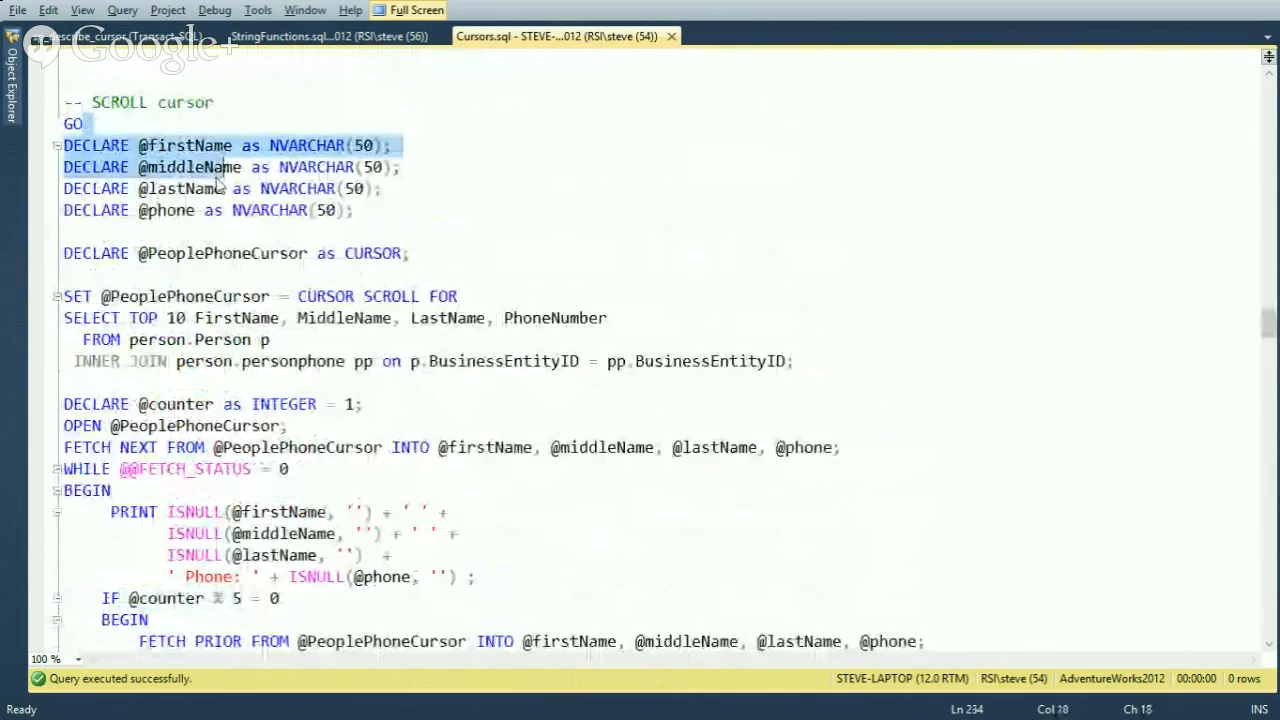 File Edit View Query Project Debug Tools Window Help Full Screen
Google+
describe_cursor (Transact-SQL) StringFunctions.sql...012 (RSI\steve (56)) Cursors.sql - STEVE-...012 (RSI\steve (54)) ×
Object Explorer
-- SCROLL cursor
GO
DECLARE @firstName as NVARCHAR(50);
DECLARE @middleName as NVARCHAR(50);
DECLARE @lastName as NVARCHAR(50);
DECLARE @phone as NVARCHAR(50);
DECLARE @PeoplePhoneCursor as CURSOR;
SET @PeoplePhoneCursor = CURSOR SCROLL FOR
SELECT TOP 10 FirstName, MiddleName, LastName, PhoneNumber
FROM person.Person p
INNER JOIN person.personphone pp on p.BusinessEntityID = pp.BusinessEntityID;
DECLARE @counter as INTEGER = 1;
OPEN @PeoplePhoneCursor;
FETCH NEXT FROM @PeoplePhoneCursor INTO @firstName, @middleName, @lastName, @phone;
WHILE @@FETCH_STATUS = 0
BEGIN
PRINT ISNULL(@firstName, '') + ' ' +
ISNULL(@middleName, '') + ' ' +
ISNULL(@lastName, '') +
' Phone: ' + ISNULL(@phone, '') ;
IF @counter % 5 = 0
BEGIN
FETCH PRIOR FROM @PeoplePhoneCursor INTO @firstName, @middleName, @lastName, @phone;
100 %
Query executed successfully. STEVE-LAPTOP (12.0 RTM) RSI\steve (54) AdventureWorks2012 00:00:00 0 rows
Ready Ln 234 Col 18 Ch 18 INS